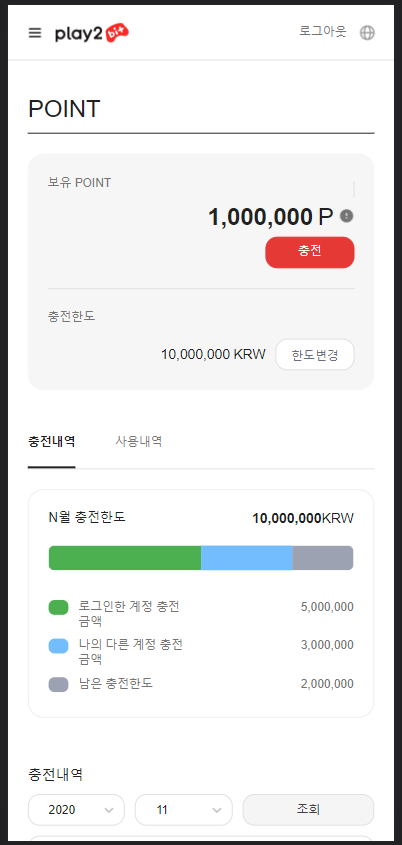 play2 bit
로그아웃
POINT
보유 POINT
1,000,000 P
충전
충전한도
10,000,000 KRW
한도변경
충전내역
사용내역
N월 충전한도
10,000,000KRW
로그인한 계정 충전
금액
5,000,000
나의 다른 계정 충전
금액
3,000,000
남은 충전한도
2,000,000
충전내역
2020
11
조회